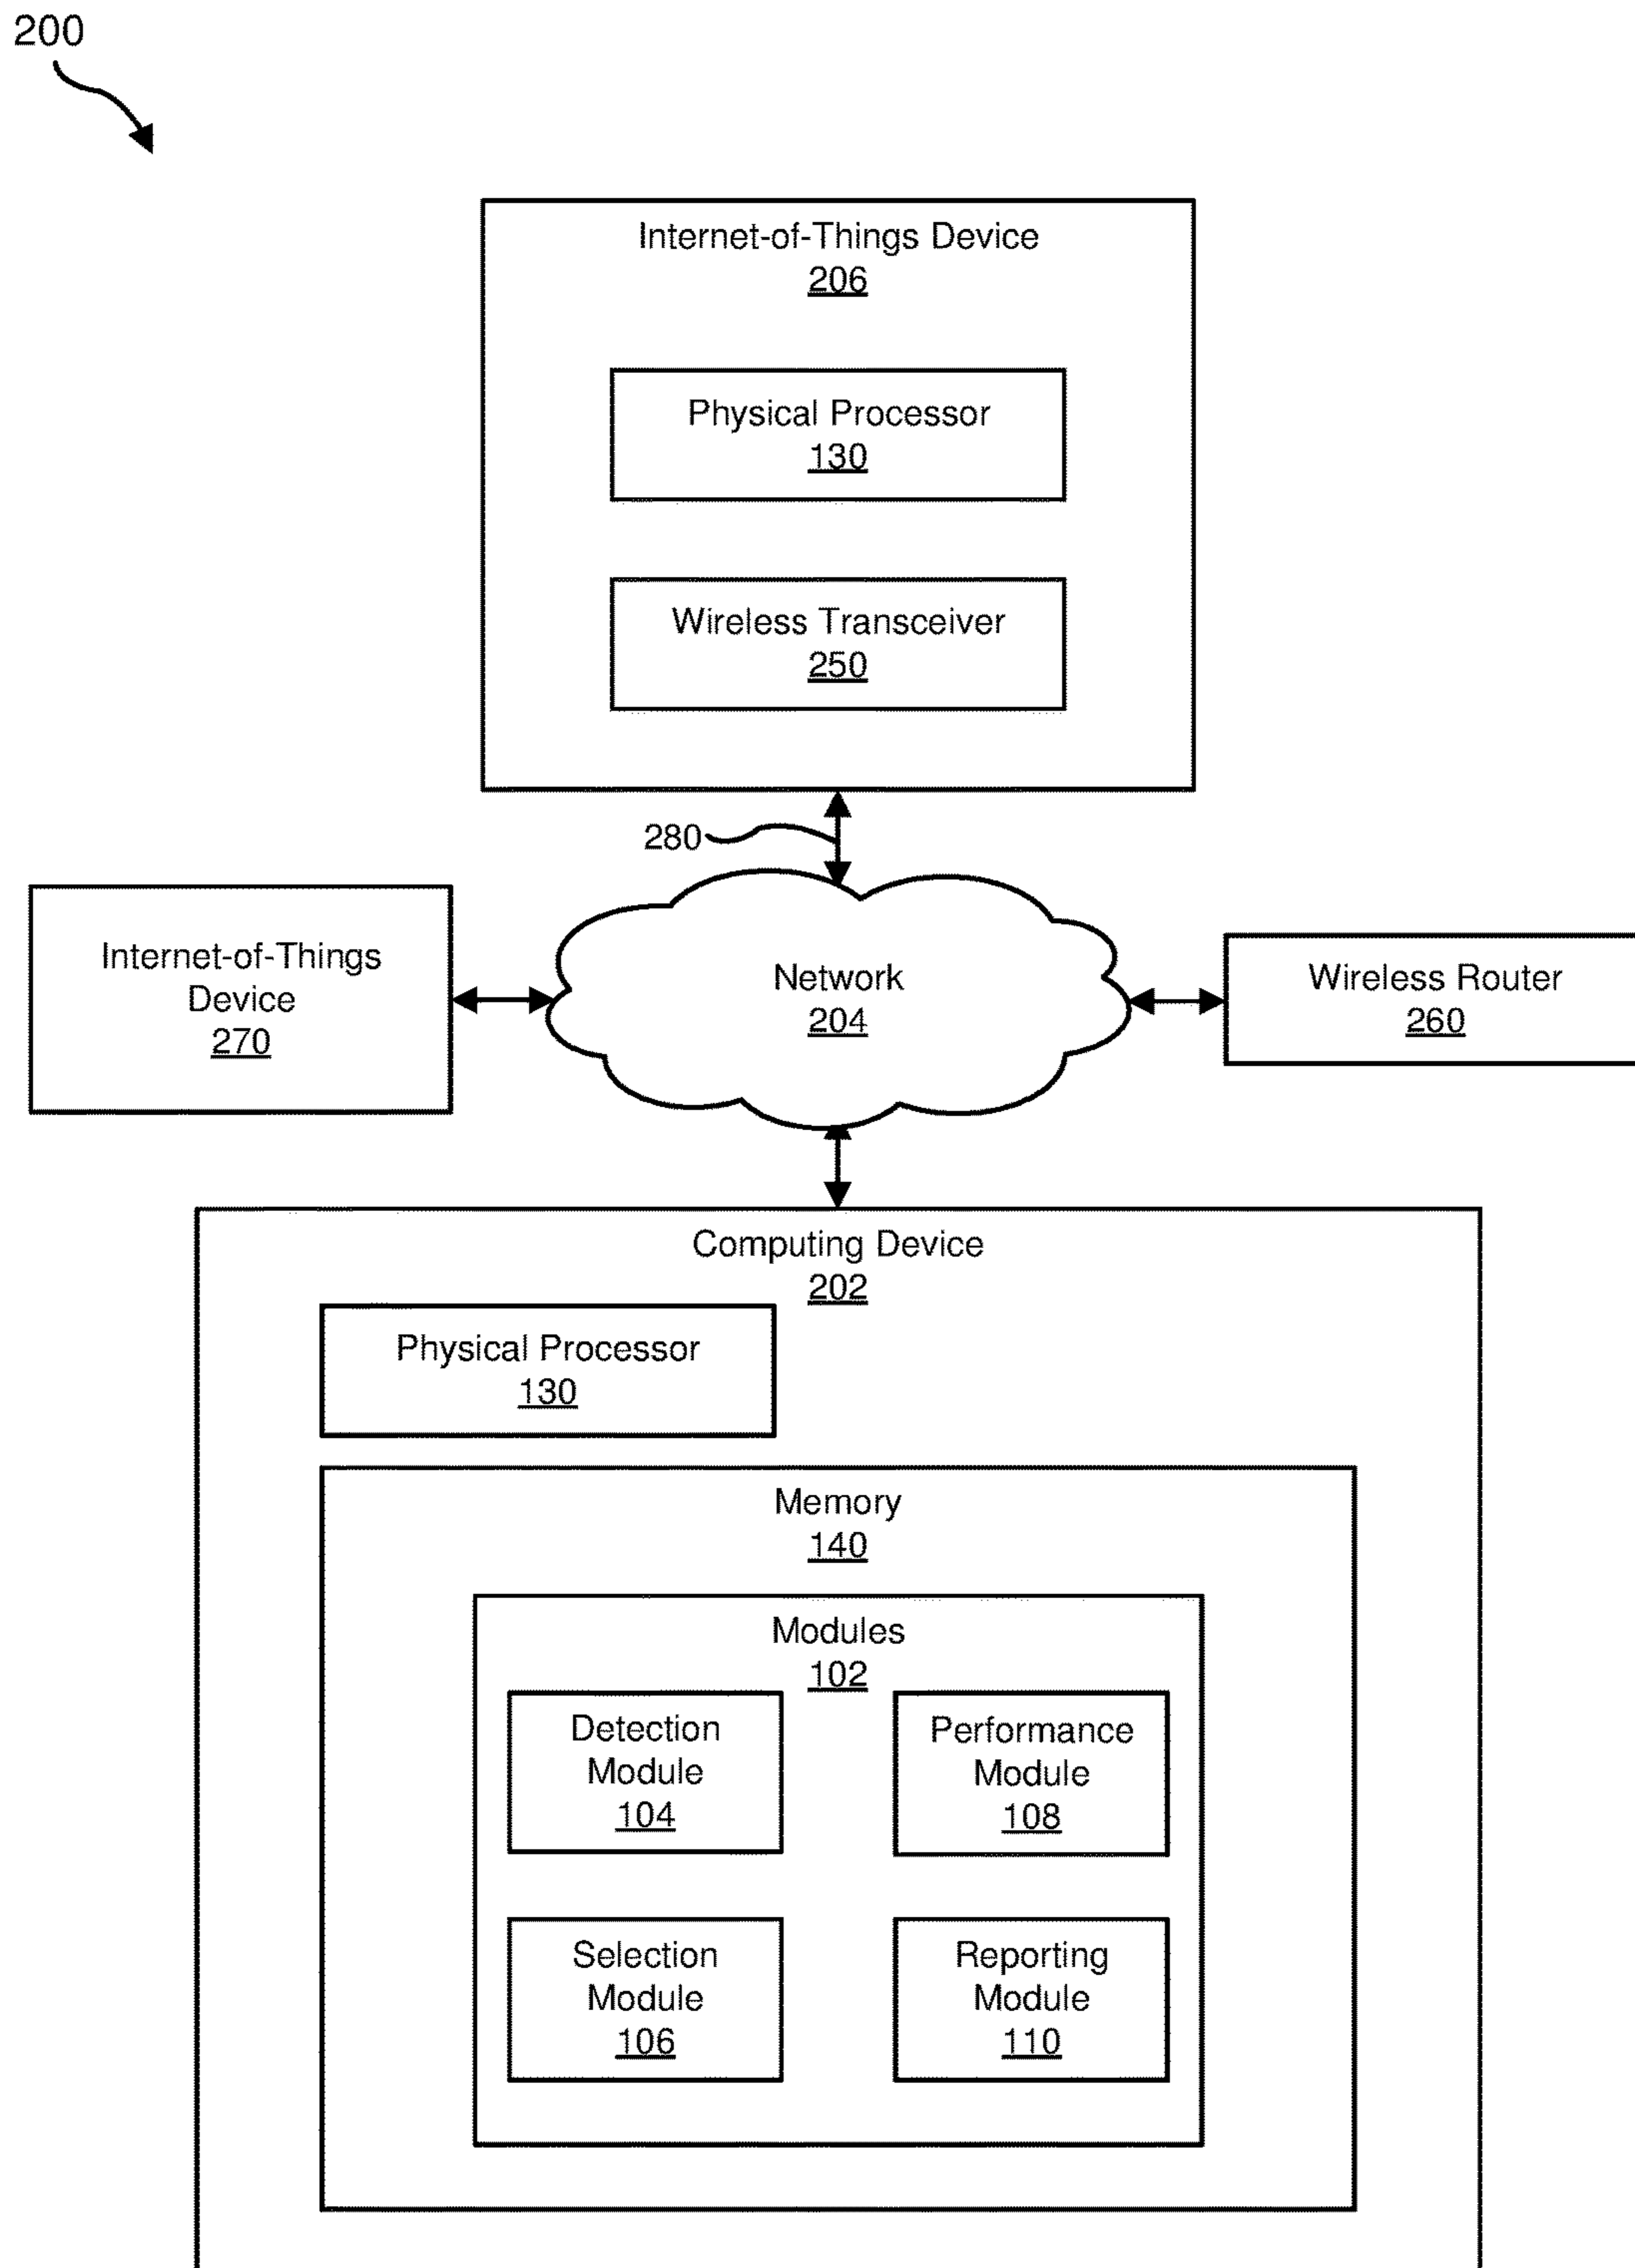 200
Internet-of-Things Device
206
Physical Processor
130
Wireless Transceiver
250
280
Internet-of-Things
Device
270
Network
204
Wireless Router
260
Computing Device
202
Physical Processor
130
Memory
140
Modules
102
Detection
Module
104
Performance
Module
108
Selection
Module
106
Reporting
Module
110